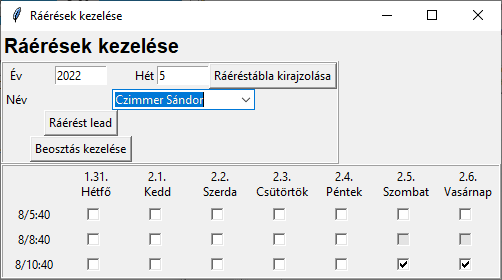 Ráérések kezelése
Ráérések kezelése
Év 2022 Hét 5 Ráéréstábla kirajzolása
Név Czimmer Sándor
Ráérést lead
Beosztás kezelése
1.31. 2.1. 2.2. 2.3. 2.4. 2.5. 2.6.
Hétfő Kedd Szerda Csütörtök Péntek Szombat Vasárnap
8/5:40
8/8:40
8/10:40